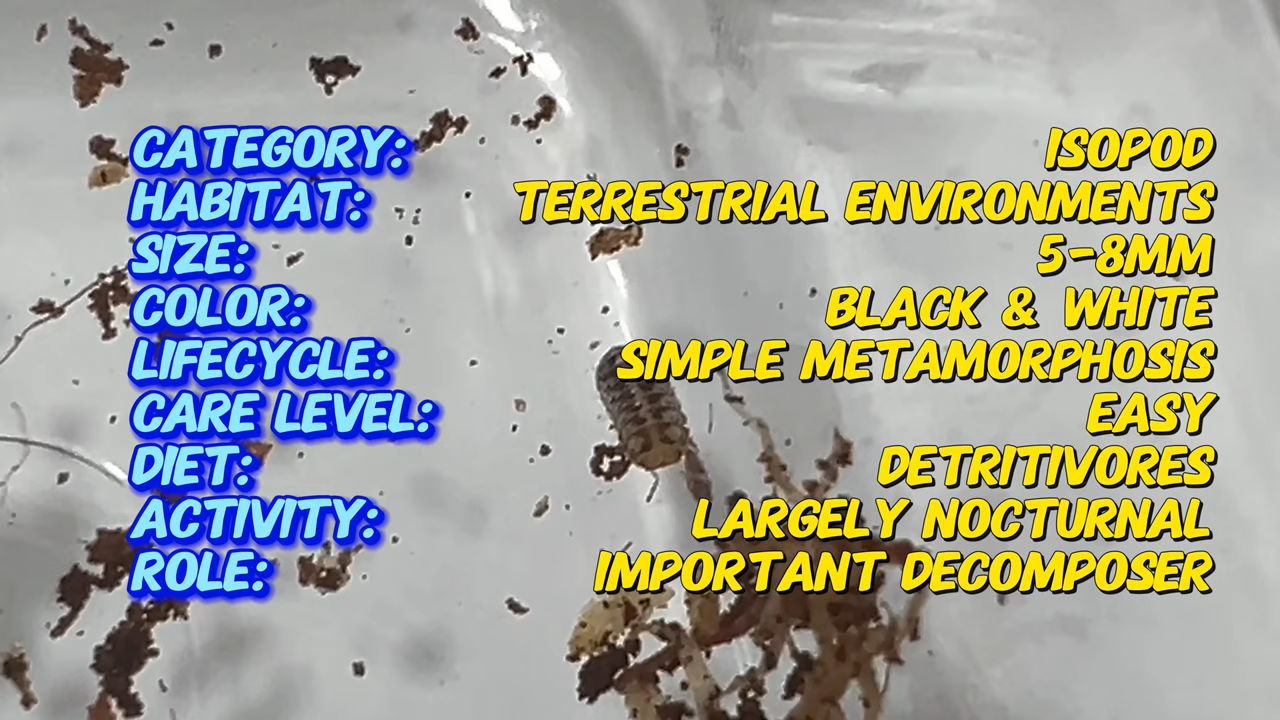 CATEGORY: ISOPOD
HABITAT: TERRESTRIAL ENVIRONMENTS
SIZE: 5-8MM
COLOR: BLACK & WHITE
LIFECYCLE: SIMPLE METAMORPHOSIS
CARE LEVEL: EASY
DIET: DETRITIVORES
ACTIVITY: LARGELY NOCTURNAL
ROLE: IMPORTANT DECOMPOSER